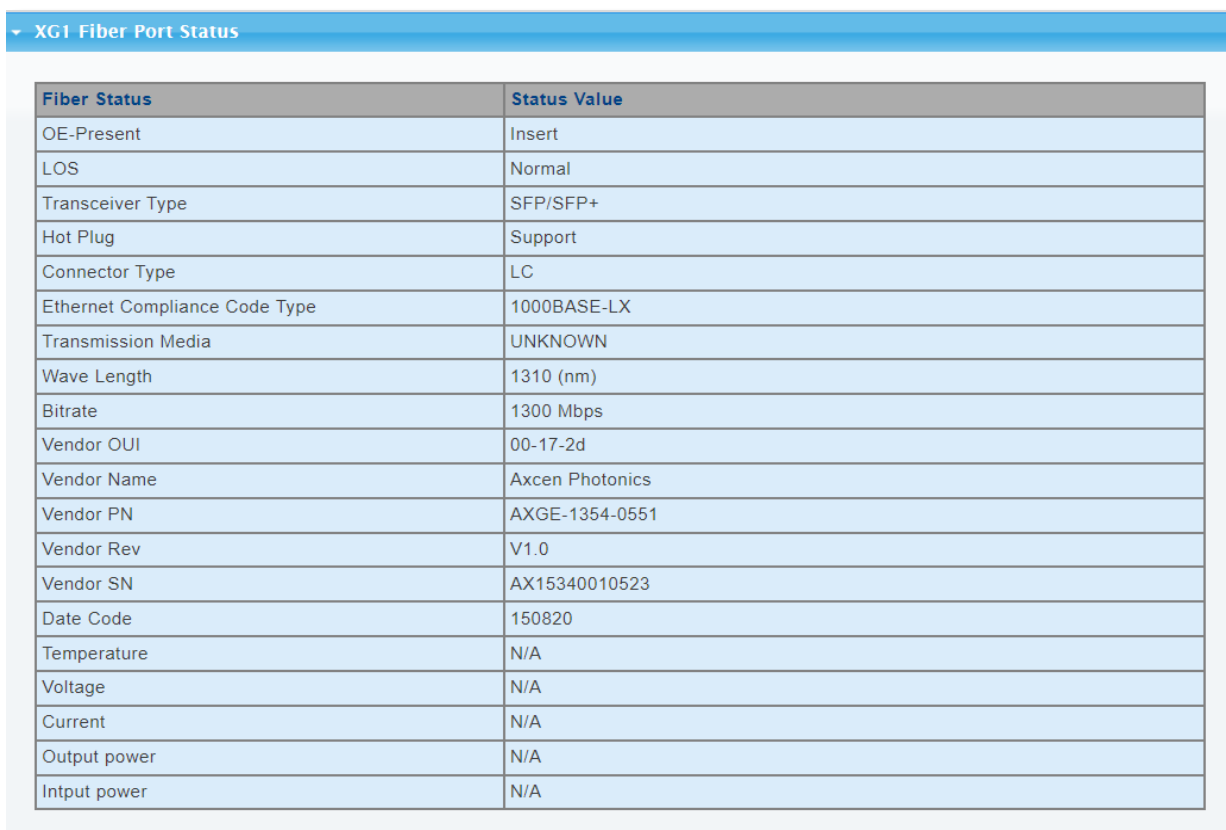 XG1 Fiber Port Status
Fiber Status Status Value
OE-Present Insert
LOS Normal
Transceiver Type SFP/SFP+
Hot Plug Support
Connector Type LC
Ethernet Compliance Code Type 1000BASE-LX
Transmission Media UNKNOWN
Wave Length 1310 (nm)
Bitrate 1300 Mbps
Vendor OUI 00-17-2d
Vendor Name Axcen Photonics
Vendor PN AXGE-1354-0551
Vendor Rev V1.0
Vendor SN AX15340010523
Date Code 150820
Temperature N/A
Voltage N/A
Current N/A
Output power N/A
Intput power N/A